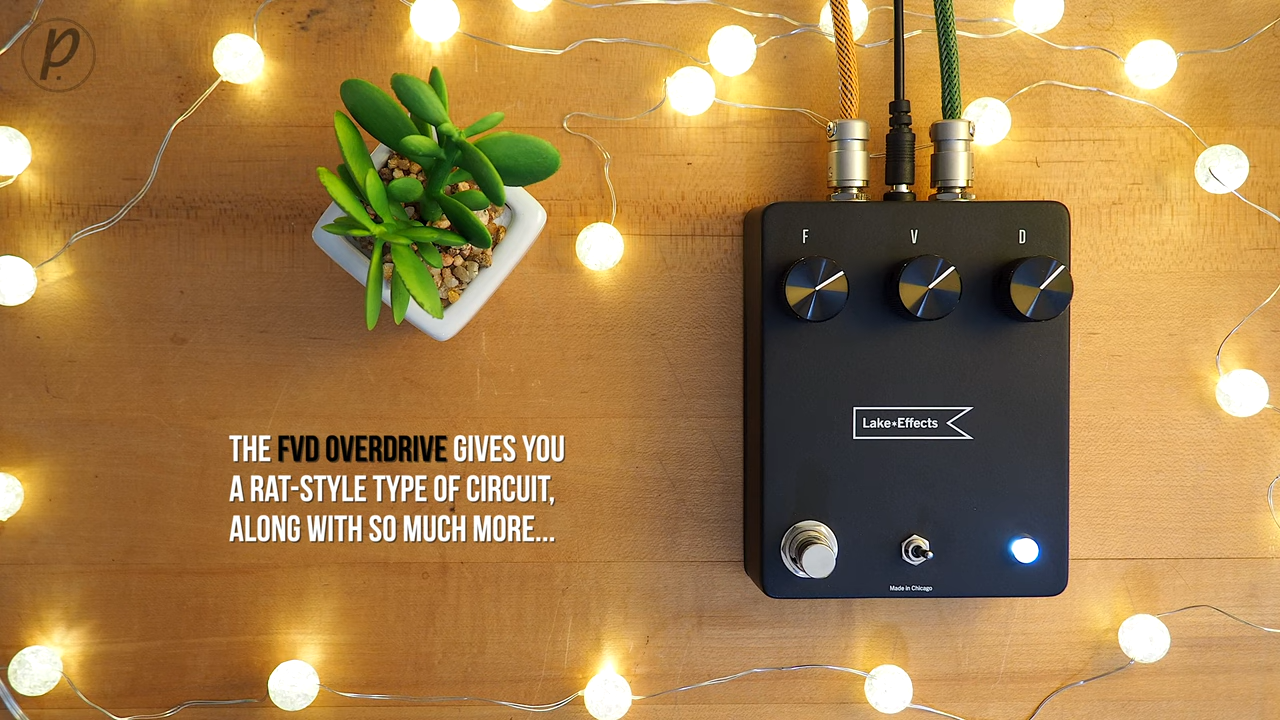 p.
F V D
Lake*Effects
THE FVD OVERDRIVE GIVES YOU
A RAT-STYLE TYPE OF CIRCUIT,
ALONG WITH SO MUCH MORE...
Made in Chicago